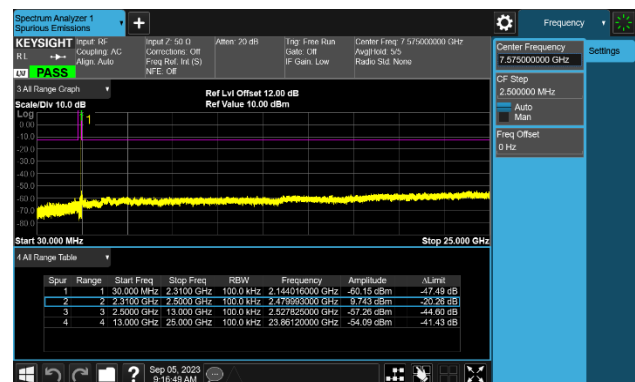 Spectrum Analyzer 1
Spurious Emissions
Frequency
KEYSIGHT
Input: RF
Coupling: AC
Align: Auto
Input Z: 50 Ω
Corrections: Off
Freq Ref: Int (S)
NFE: Off
Atten: 20 dB
Trig: Free Run
Gate: Off
IF Gain: Low
Center Freq: 7.575000000 GHz
Avg|Hold: 5/5
Radio Std: None
R L
LXI
PASS
Center Frequency
7.575000000 GHz
Settings
CF Step
2.500000 MHz
Auto
Man
Freq Offset
0 Hz
3 All Range Graph
Scale/Div 10.0 dB
Ref Lvl Offset 12.00 dB
Ref Value 10.00 dBm
Log
1
0.00
-10.0
-20.0
-30.0
-40.0
-50.0
-60.0
-70.0
-80.0
Start 30.000 MHz
Stop 25.000 GHz
4 All Range Table
Spur Range Start Freq Stop Freq RBW Frequency Amplitude ΔLimit
1 1 30.000 MHz 2.3100 GHz 100.0 kHz 2.144016000 GHz -60.15 dBm -47.49 dB
2 2 2.3100 GHz 2.5000 GHz 100.0 kHz 2.479993000 GHz 9.743 dBm -20.26 dB
3 3 2.5000 GHz 13.000 GHz 100.0 kHz 2.527825000 GHz -57.26 dBm -44.60 dB
4 4 13.000 GHz 25.000 GHz 100.0 kHz 23.86120000 GHz -54.09 dBm -41.43 dB
Sep 05, 2023
9:16:49 AM